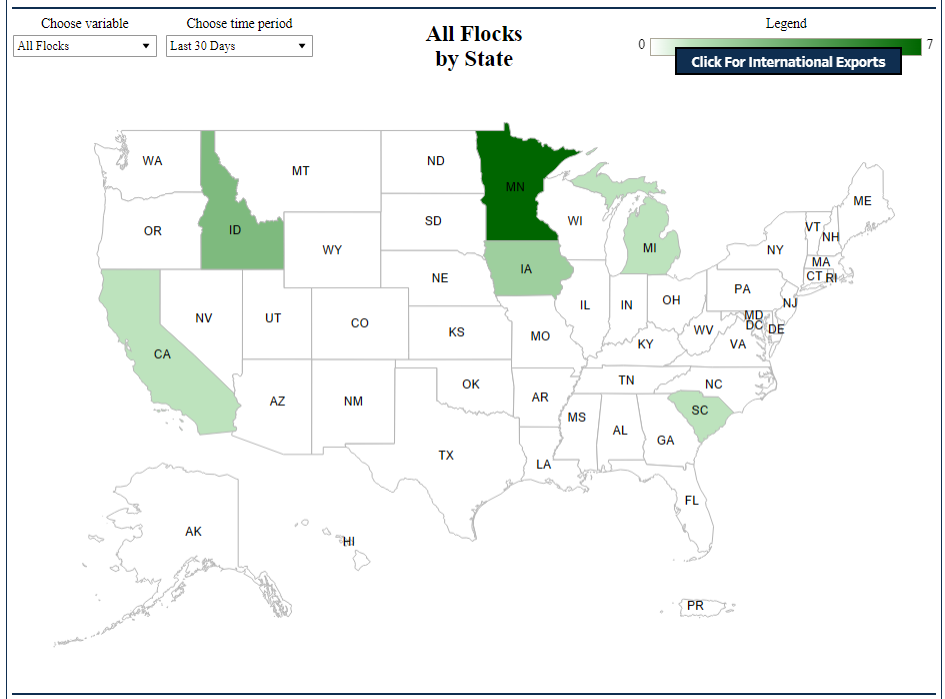 Choose variable
Choose time period
All Flocks
by State
Legend
All Flocks
Last 30 Days
0
7
Click For International Exports
WA
MT
ND
MN
OR
ID
WY
SD
WI
MI
ME
VT
NH
NY
MA
CT
RI
CA
NV
UT
CO
NE
IA
IL
IN
OH
PA
NJ
MD
DC
DE
WV
VA
KS
MO
KY
AZ
NM
OK
AR
TN
NC
SC
MS
AL
GA
TX
LA
FL
AK
HI
PR